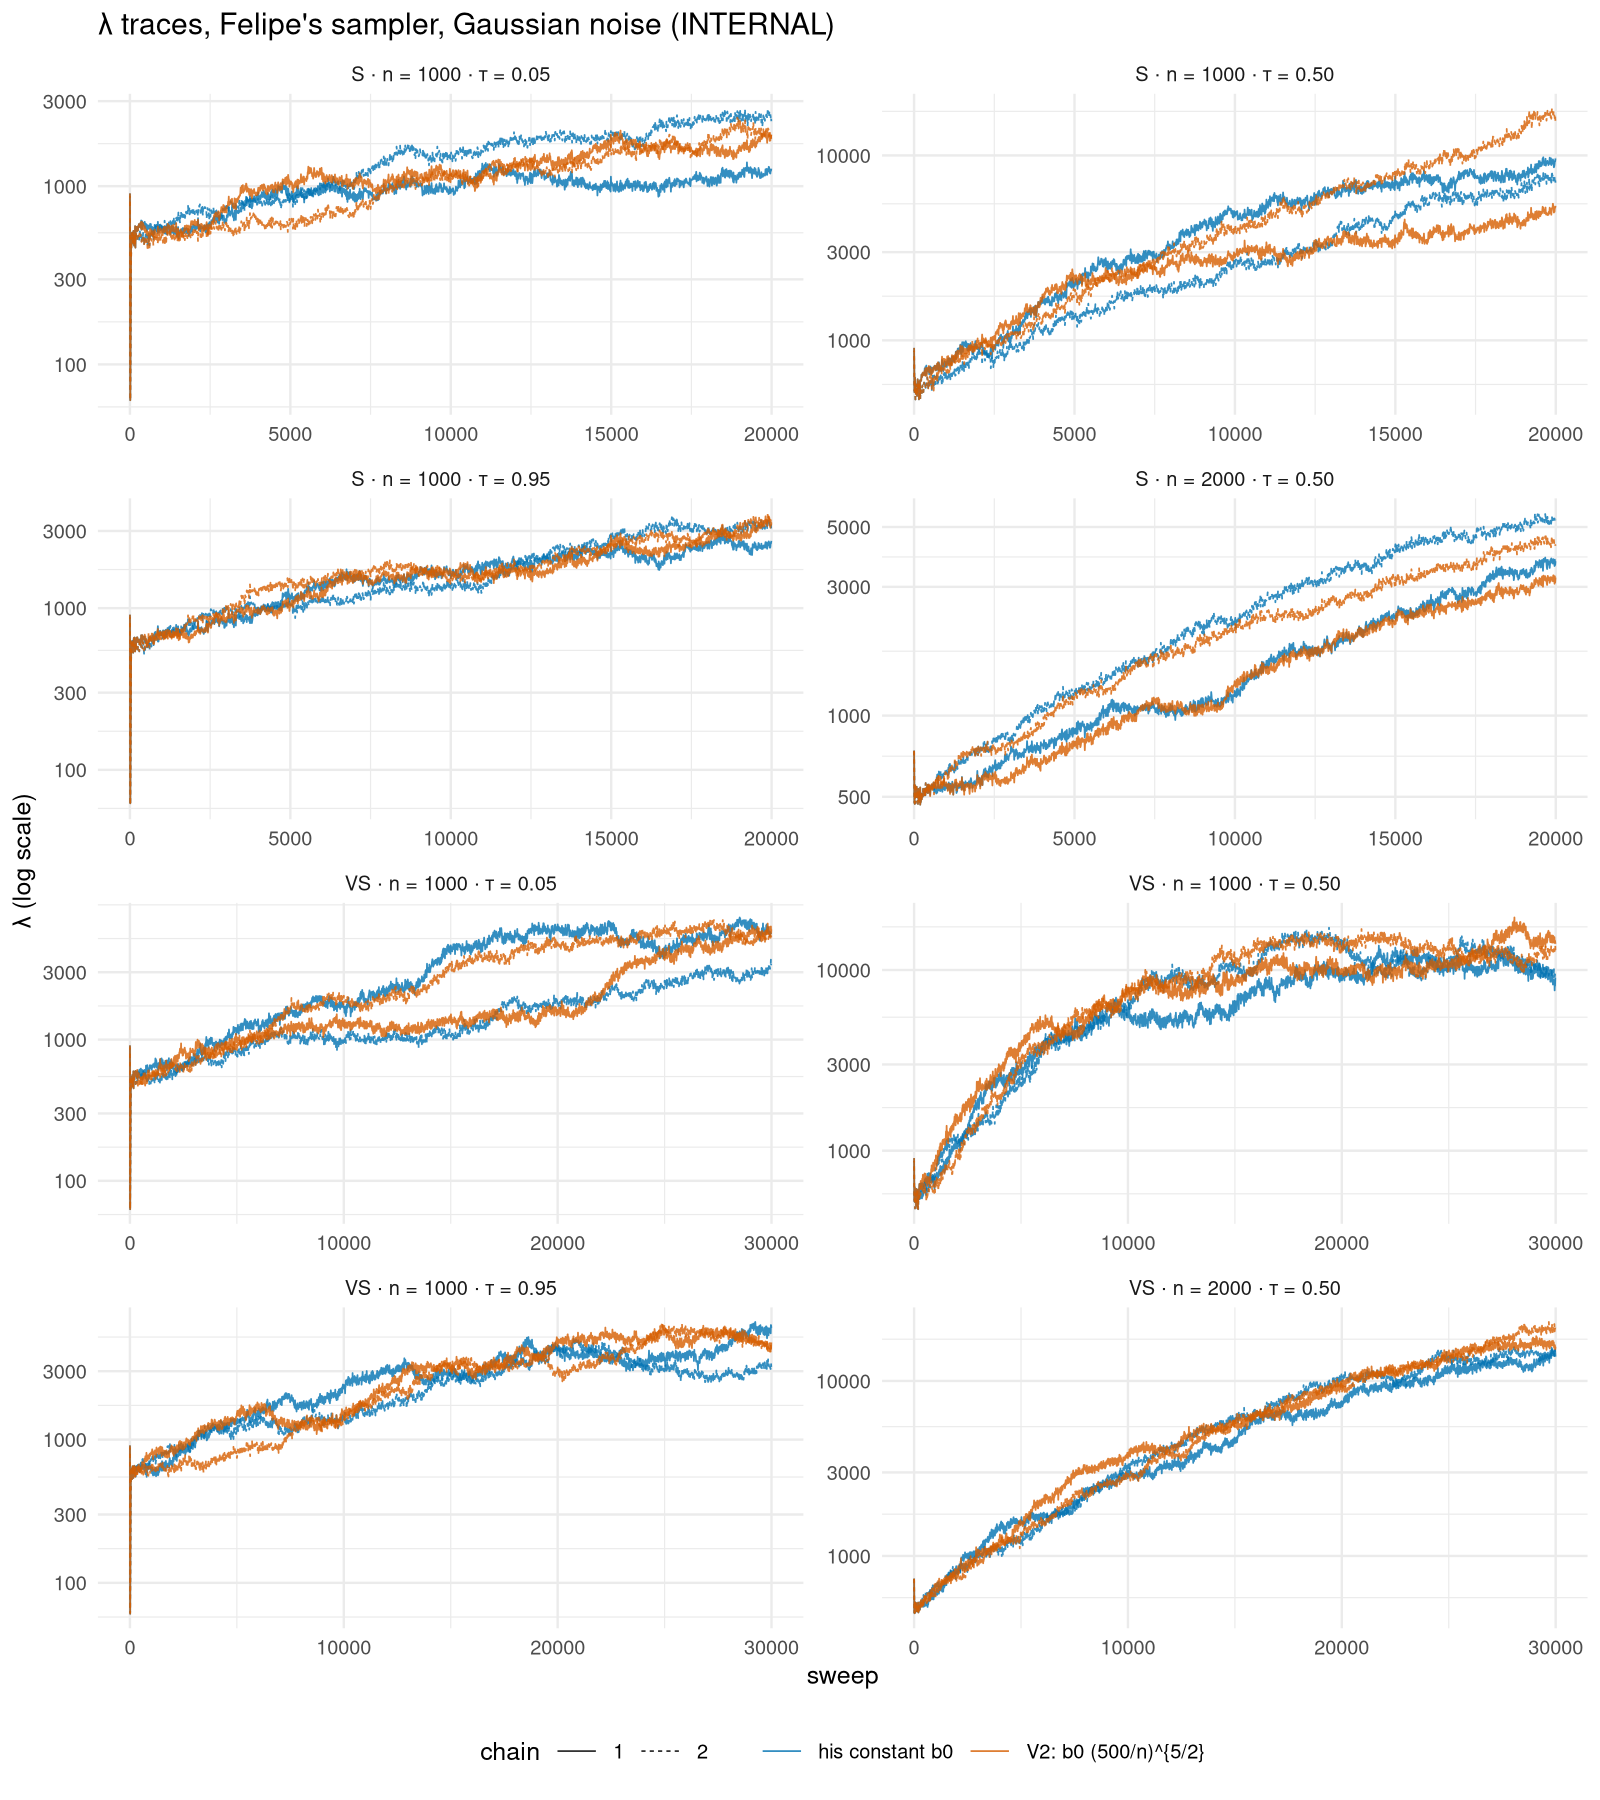 λ traces, Felipe's sampler, Gaussian noise (INTERNAL)
S · n = 1000 · τ = 0.05
3000
1000
300
100
0 5000 10000 15000 20000
S · n = 1000 · τ = 0.50
10000
3000
1000
0 5000 10000 15000 20000
S · n = 1000 · τ = 0.95
3000
1000
300
100
0 5000 10000 15000 20000
S · n = 2000 · τ = 0.50
5000
3000
1000
500
0 5000 10000 15000 20000
λ (log scale)
VS · n = 1000 · τ = 0.05
3000
1000
300
100
0 10000 20000 30000
VS · n = 1000 · τ = 0.50
10000
3000
1000
0 10000 20000 30000
VS · n = 1000 · τ = 0.95
3000
1000
300
100
0 10000 20000 30000
VS · n = 2000 · τ = 0.50
10000
3000
1000
0 10000 20000 30000
sweep
chain 1 2 his constant b0 V2: b0 (500/n)^{5/2}